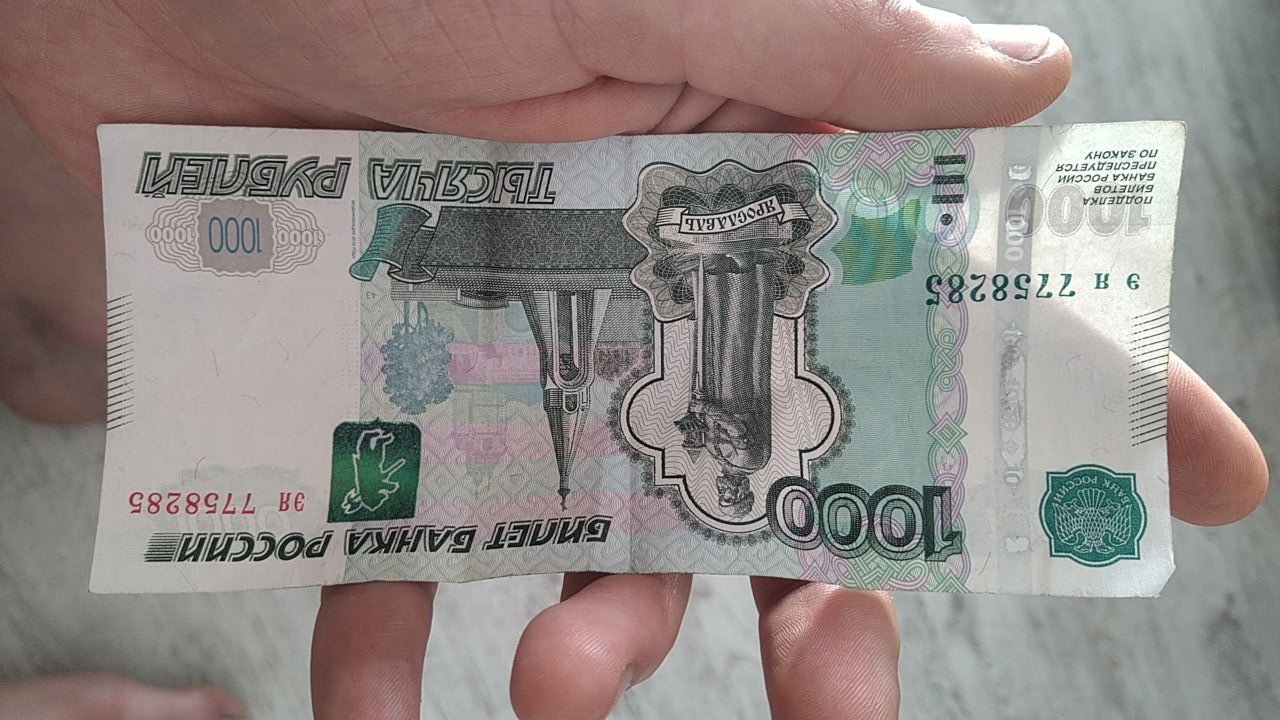 БИЛЕТ БАНКА РОССИИ
1000
БАНК РОССИИ
эя 7758285
эя 7758285
1000
ЯРОСЛАВЛЬ
1000 1000 1000
1000
ПОДДЕЛКА
БИЛЕТОВ
БАНКА РОССИИ
ПРЕСЛЕДУЕТСЯ
ПО ЗАКОНУ
ТЫСЯЧА РУБЛЕЙ